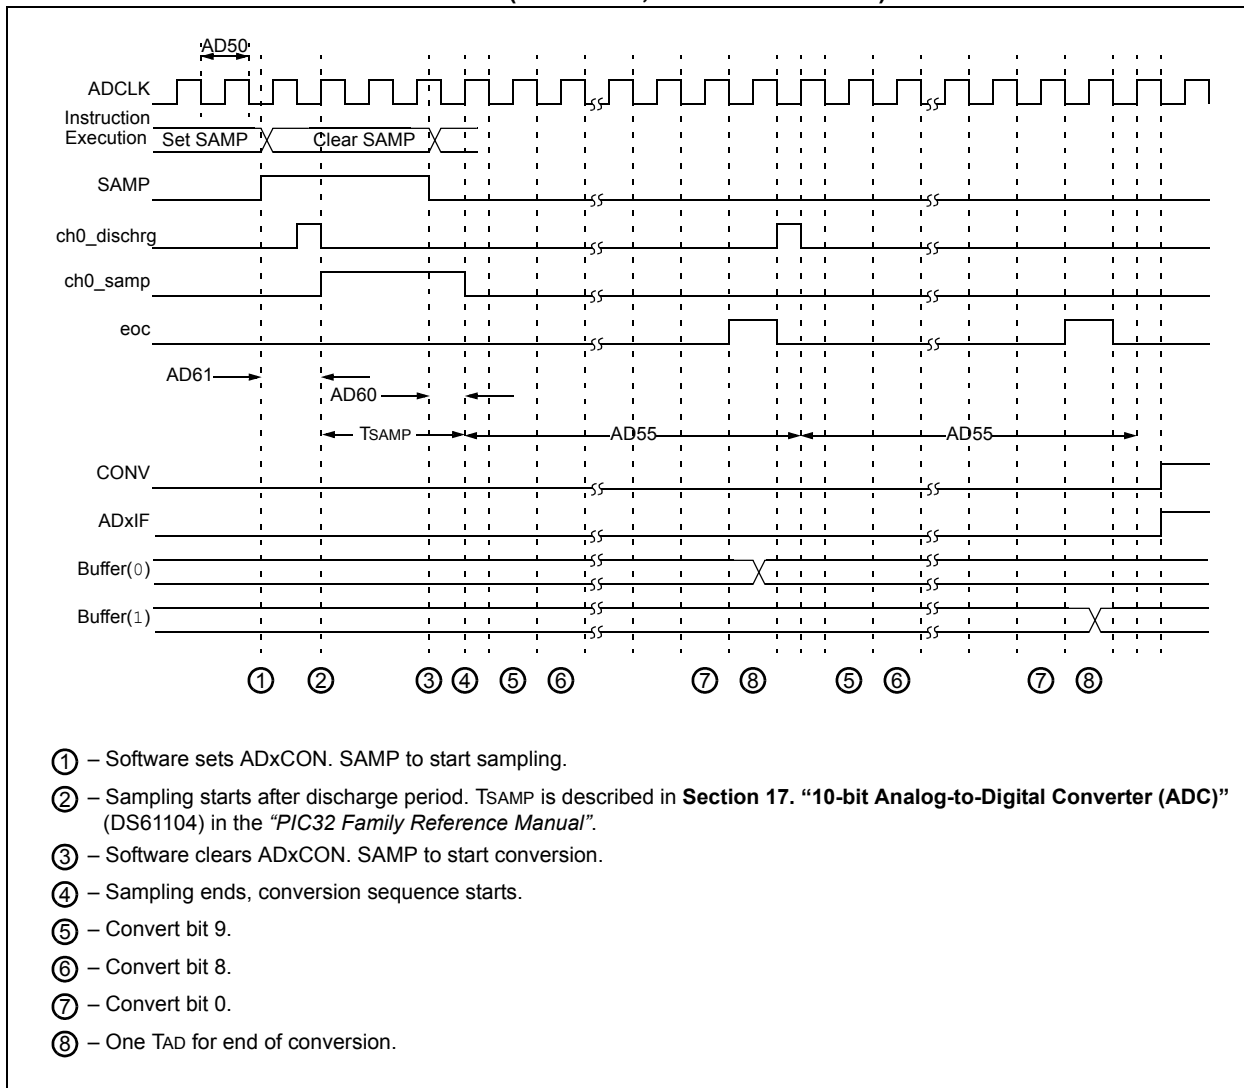 AD50
ADCLK
Instruction
Execution Set SAMP Clear SAMP
SAMP
ch0_dischrg
ch0_samp
eoc
AD61
AD60
TSAMP AD55 AD55
CONV
ADxIF
Buffer(0)
Buffer(1)
1 2 3 4 5 6 7 8 5 6 7 8
1 – Software sets ADxCON. SAMP to start sampling.
2 – Sampling starts after discharge period. TSAMP is described in Section 17. “10-bit Analog-to-Digital Converter (ADC)”
(DS61104) in the “PIC32 Family Reference Manual”.
3 – Software clears ADxCON. SAMP to start conversion.
4 – Sampling ends, conversion sequence starts.
5 – Convert bit 9.
6 – Convert bit 8.
7 – Convert bit 0.
8 – One TAD for end of conversion.